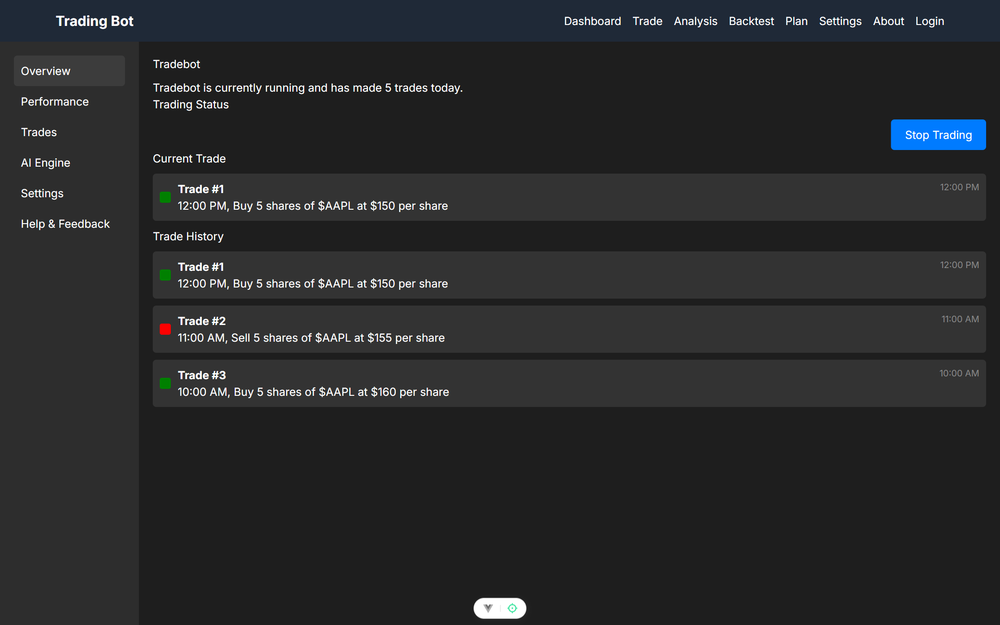 Trading Bot
Dashboard Trade Analysis Backtest Plan Settings About Login
Overview
Performance
Trades
AI Engine
Settings
Help & Feedback
Tradebot
Tradebot is currently running and has made 5 trades today.
Trading Status
Stop Trading
Current Trade
Trade #1
12:00 PM
12:00 PM, Buy 5 shares of $AAPL at $150 per share
Trade History
Trade #1
12:00 PM
12:00 PM, Buy 5 shares of $AAPL at $150 per share
Trade #2
11:00 AM
11:00 AM, Sell 5 shares of $AAPL at $155 per share
Trade #3
10:00 AM
10:00 AM, Buy 5 shares of $AAPL at $160 per share